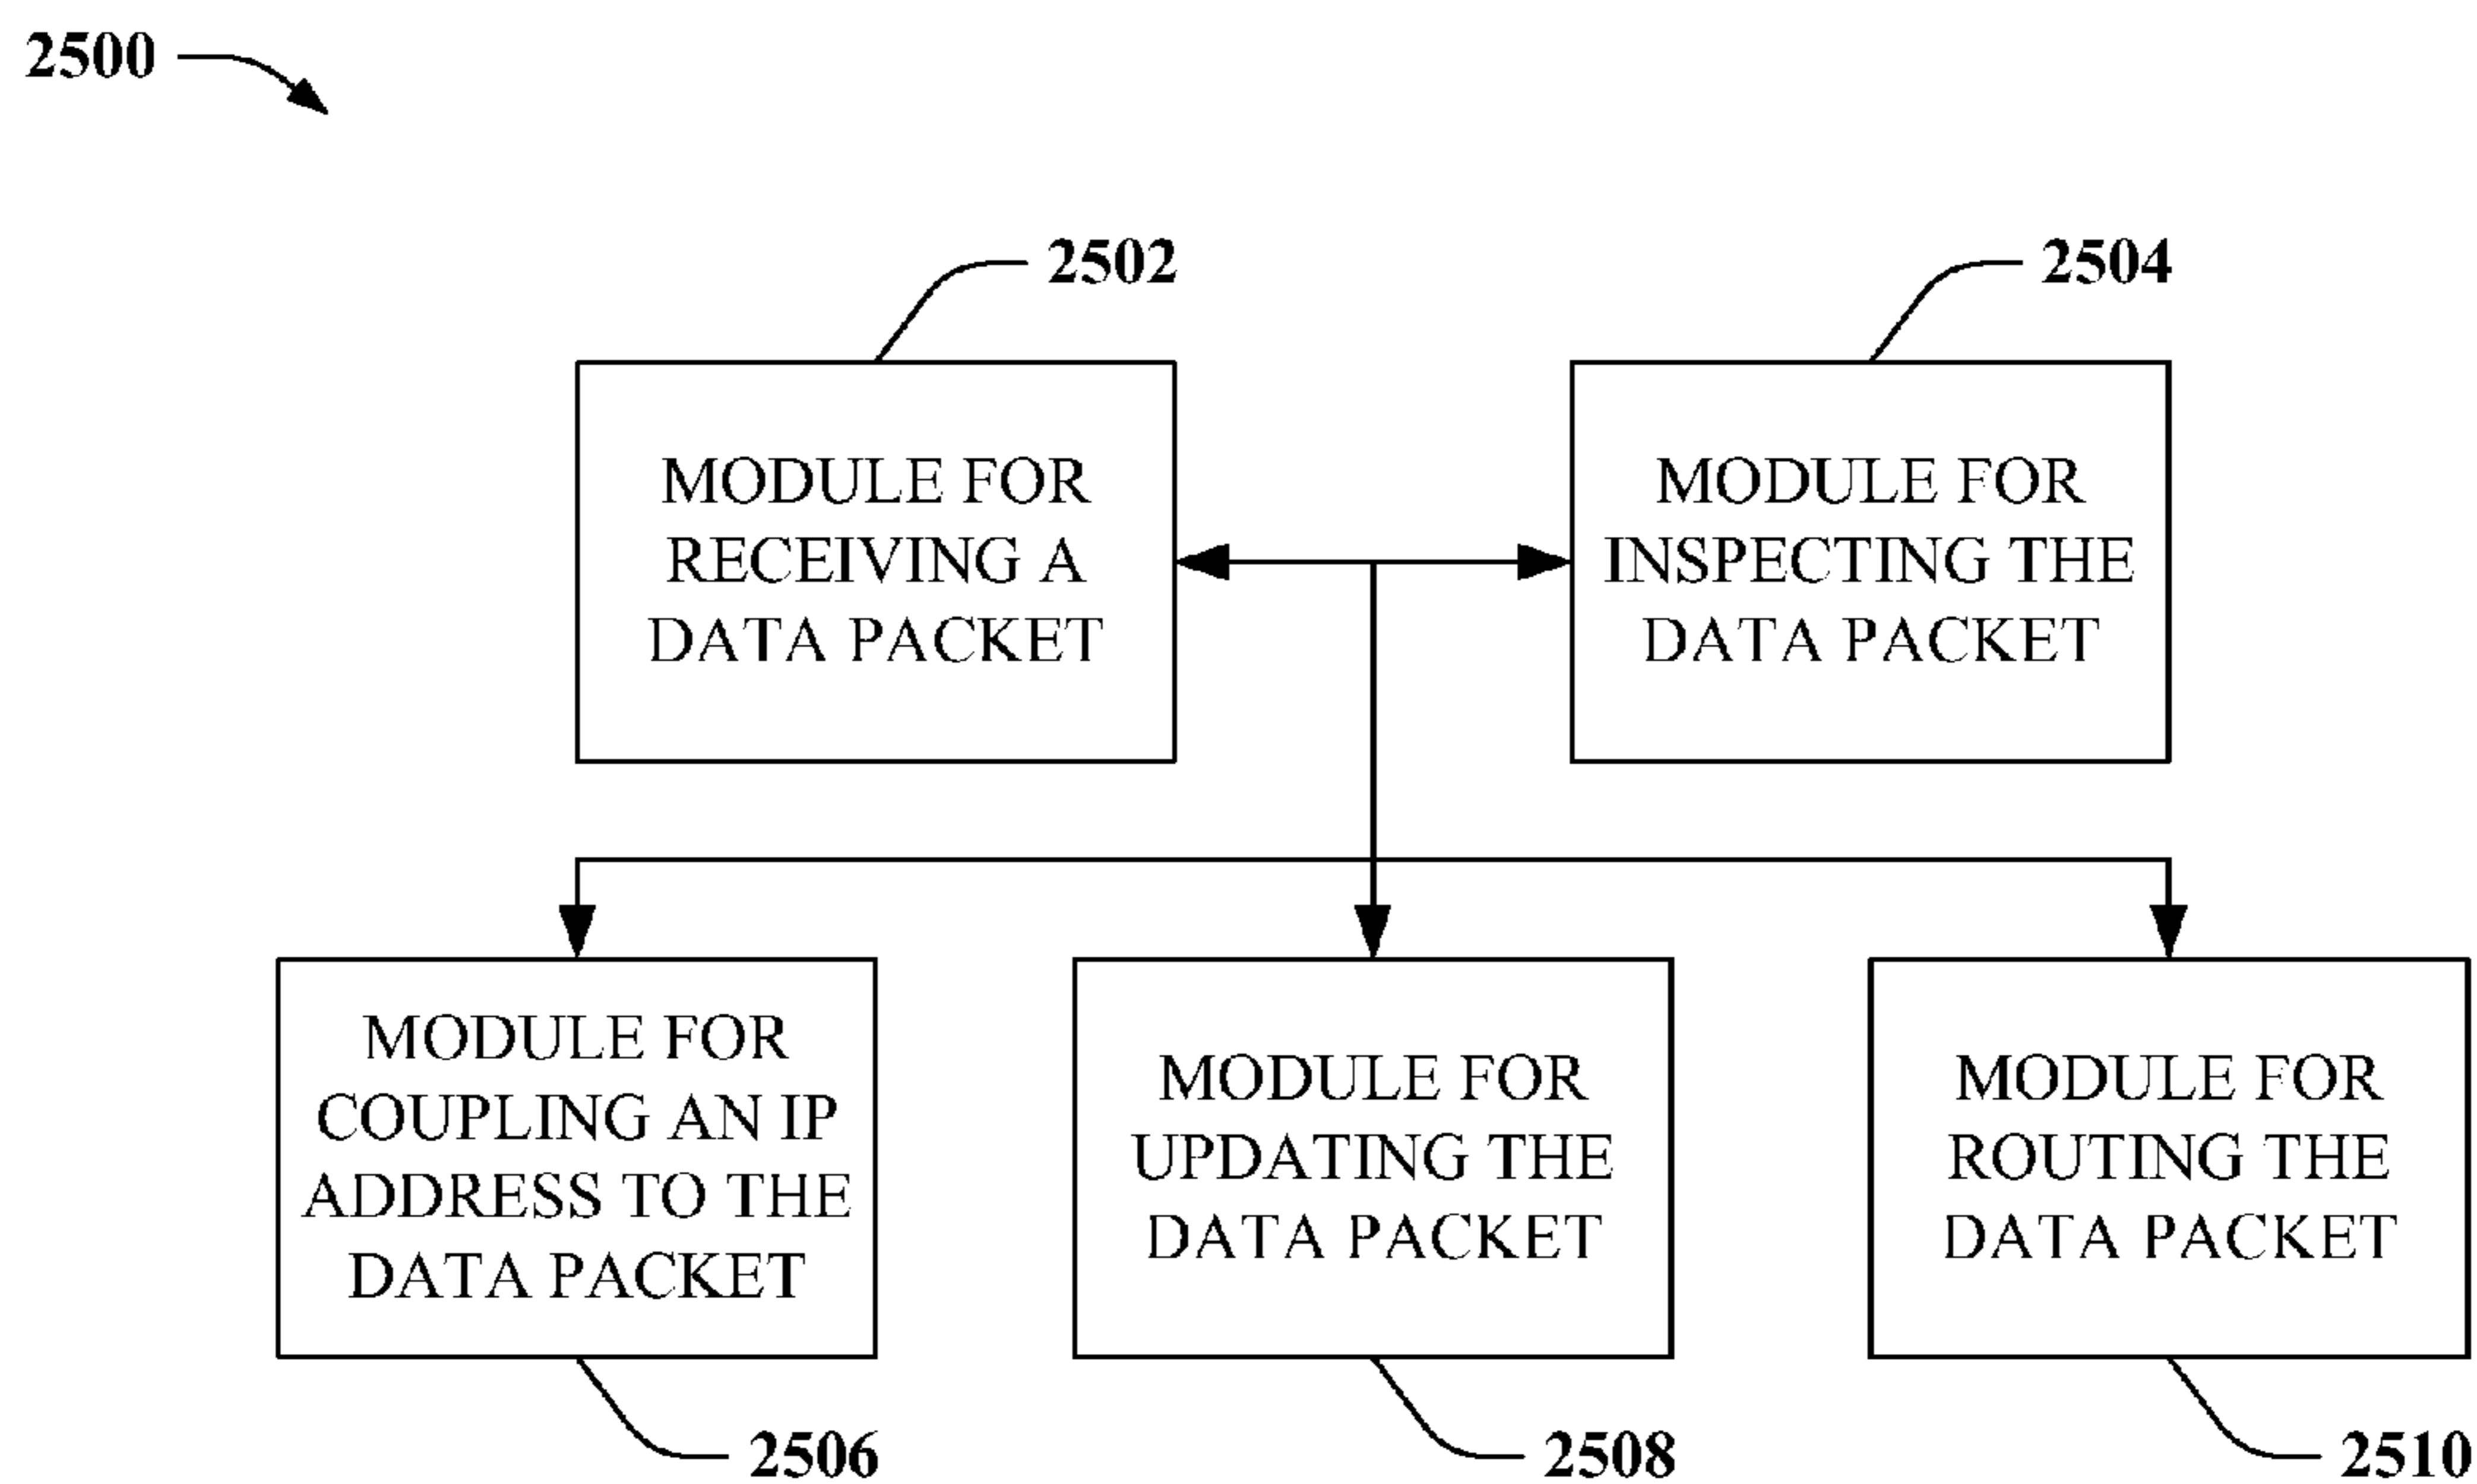 2500
2502
2504
MODULE FOR
RECEIVING A
DATA PACKET
MODULE FOR
INSPECTING THE
DATA PACKET
MODULE FOR
COUPLING AN IP
ADDRESS TO THE
DATA PACKET
MODULE FOR
UPDATING THE
DATA PACKET
MODULE FOR
ROUTING THE
DATA PACKET
2506
2508
2510